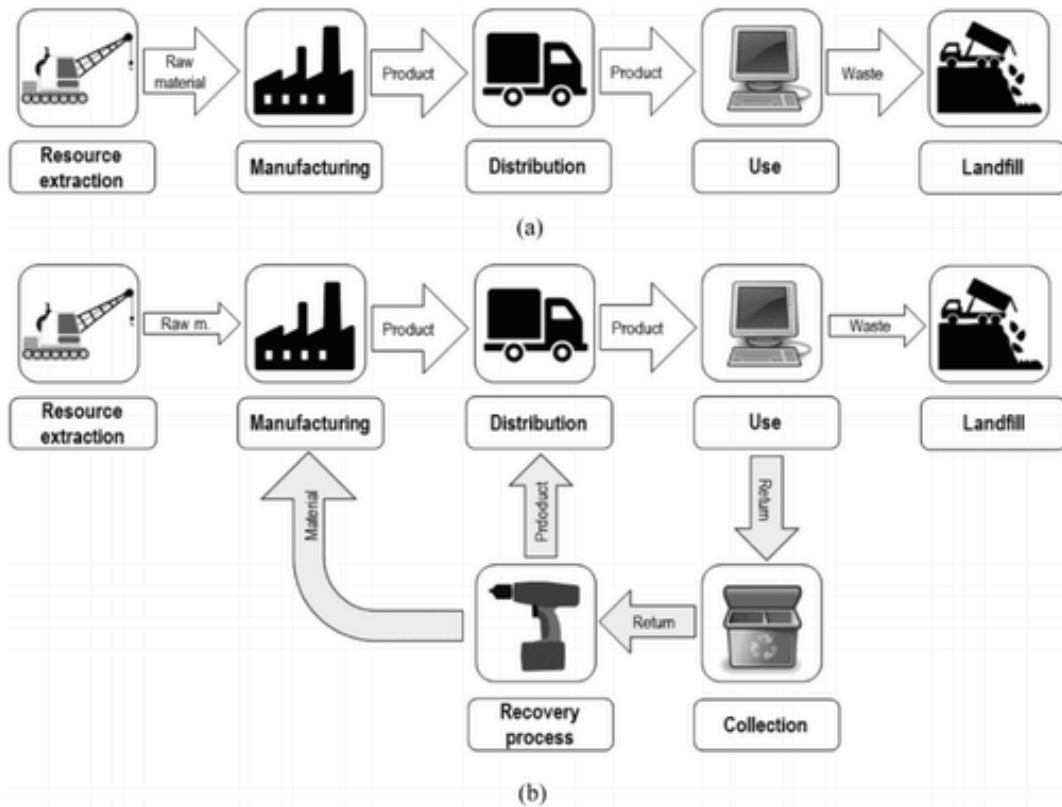 Raw
material
Product
Product
Waste
Resource
extraction
Manufacturing
Distribution
Use
Landfill
(a)
Raw m.
Product
Product
Waste
Resource
extraction
Manufacturing
Distribution
Use
Landfill
Material
Prdoduct
Return
Return
Recovery
process
Collection
(b)